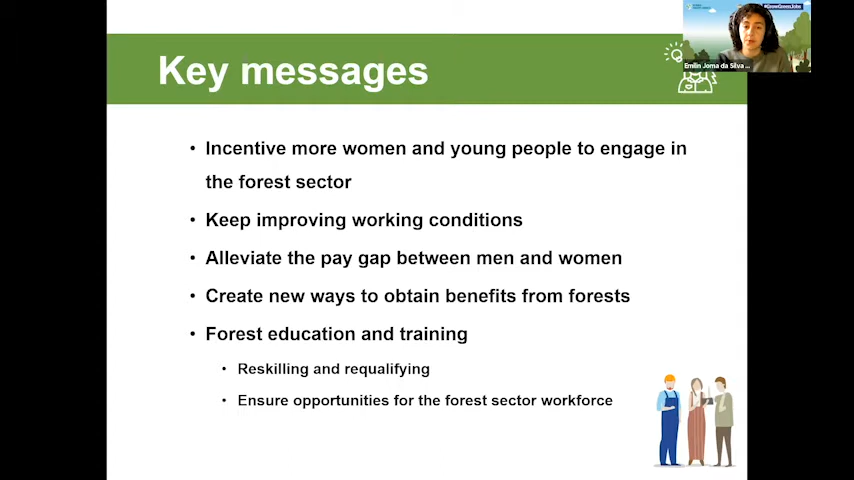 #GrowGreenJobs
Emilin Joma da Silva ...
Key messages
• Incentive more women and young people to engage in
the forest sector
• Keep improving working conditions
• Alleviate the pay gap between men and women
• Create new ways to obtain benefits from forests
• Forest education and training
• Reskilling and requalifying
• Ensure opportunities for the forest sector workforce